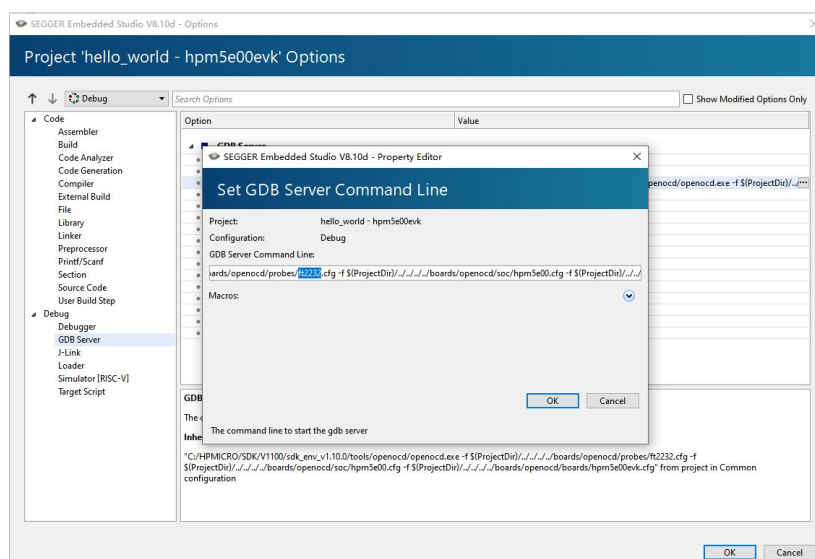 SEGGER Embedded Studio V8.10d - Options
Project 'hello_world - hpm5e00evk' Options
Debug
Search Options
Show Modified Options Only
Code
Assembler
Build
Code Analyzer
Code Generation
Compiler
External Build
File
Library
Linker
Preprocessor
Printf/Scanf
Section
Source Code
User Build Step
Debug
Debugger
GDB Server
J-Link
Loader
Simulator [RISC-V]
Target Script
Option Value
GDB Server
penocd/openocd.exe -f $(ProjectDir)/../
SEGGER Embedded Studio V8.10d - Property Editor
Set GDB Server Command Line
Project: hello_world - hpm5e00evk
Configuration: Debug
GDB Server Command Line:
ards/openocd/probes/ft2232.cfg -f $(ProjectDir)/../../../../boards/openocd/soc/hpm5e00.cfg -f $(ProjectDir)/../../
Macros:
OK Cancel
The command line to start the gdb server
GDB
The
Inhe
"C:/HPMICRO/SDK/V1100/sdk_env_v1.10.0/tools/openocd/openocd.exe -f $(ProjectDir)/../../../../boards/openocd/probes/ft2232.cfg -f
$(ProjectDir)/../../../../boards/openocd/soc/hpm5e00.cfg -f $(ProjectDir)/../../../../boards/openocd/boards/hpm5e00evk.cfg" from project in Common
configuration
OK Cancel